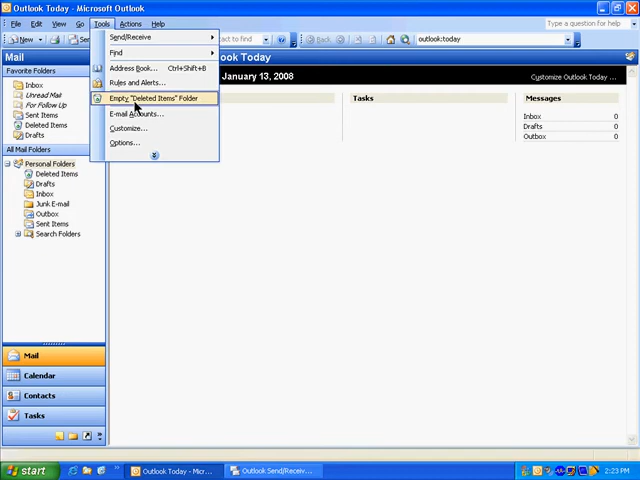 Outlook Today - Microsoft Outlook
File Edit View Go Tools Actions Help
Type a question for help
New
Back
outlook:today
Mail
Favorite Folders
Inbox
Unread Mail
For Follow Up
Sent Items
Deleted Items
Drafts
All Mail Folders
Personal Folders
Deleted Items
Drafts
Inbox
Junk E-mail
Outbox
Sent Items
Search Folders
Mail
Calendar
Contacts
Tasks
Send/Receive
Find
Address Book... Ctrl+Shift+B
Rules and Alerts...
Empty "Deleted Items" Folder
E-mail Accounts...
Customize...
Options...
ook Today
January 13, 2008
Customize Outlook Today ...
Tasks
Messages
Inbox 0
Drafts 0
Outbox 0
start
Outlook Today - Micr...
Outlook Send/Receiv...
2:23 PM